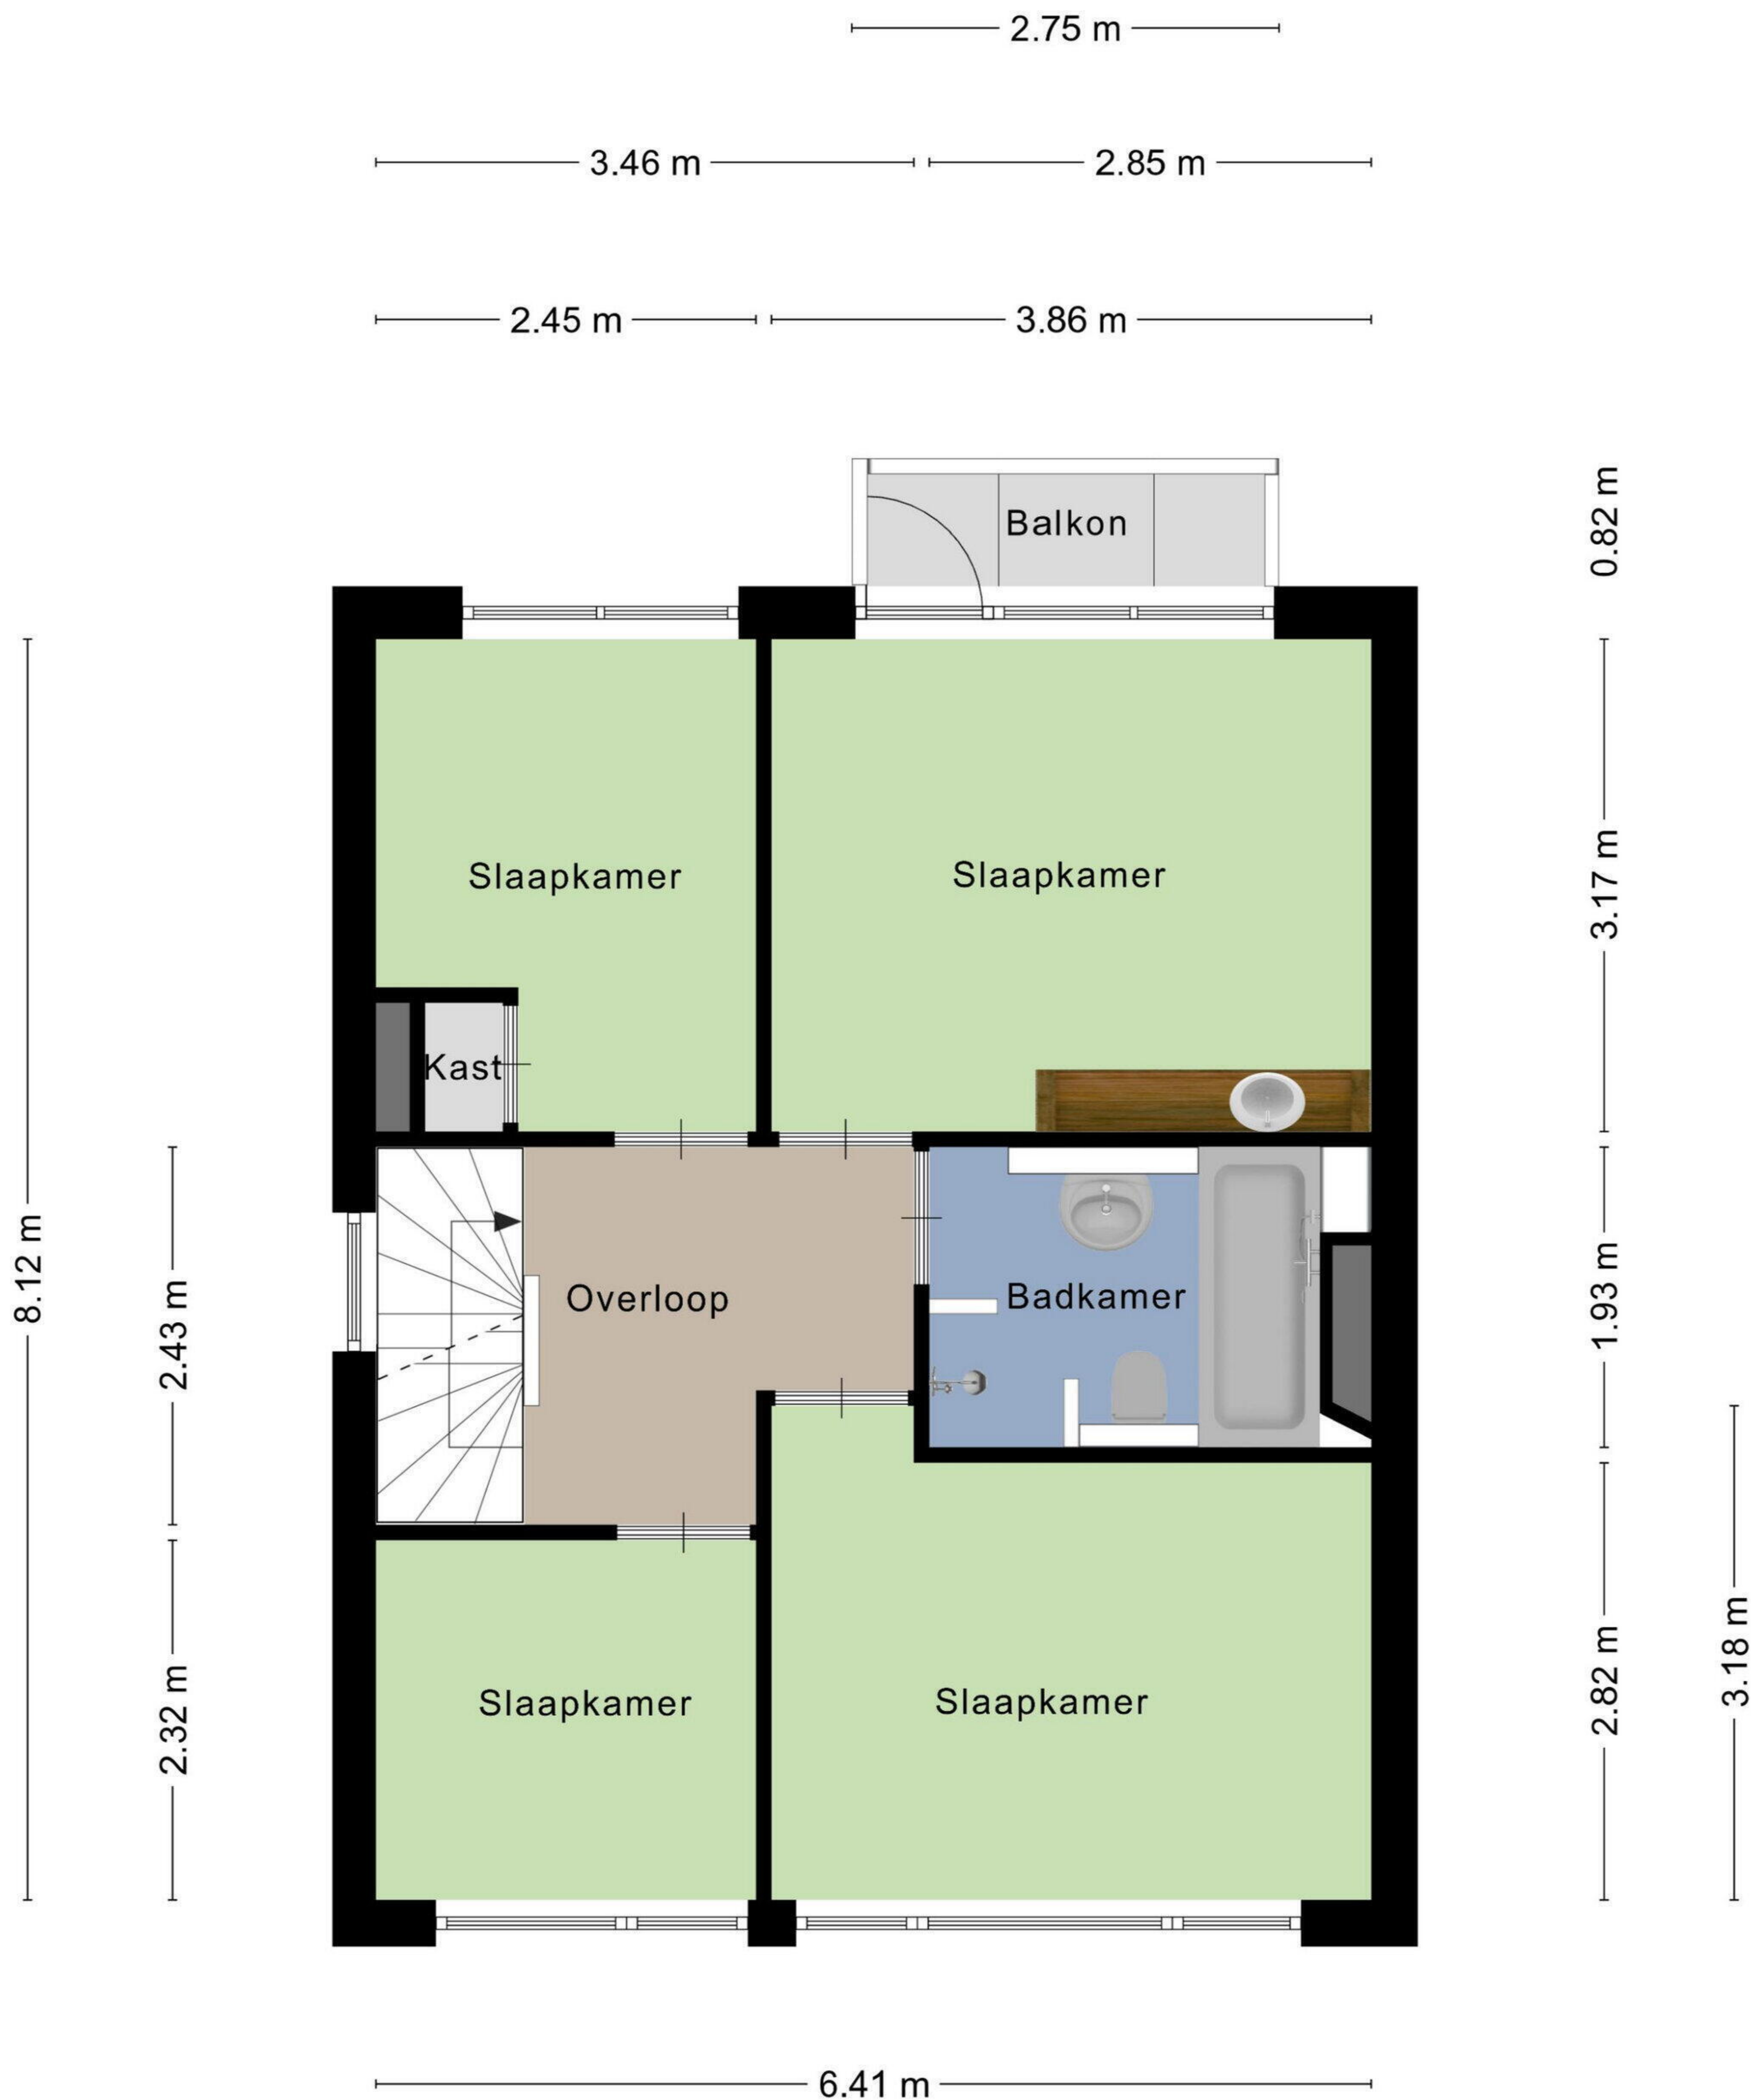 2.75 m
3.46 m
2.85 m
2.45 m
3.86 m
0.82 m
Balkon
Slaapkamer
Slaapkamer
3.17 m
Kast
8.12 m
2.43 m
Overloop
Badkamer
1.93 m
2.32 m
Slaapkamer
Slaapkamer
2.82 m
3.18 m
6.41 m